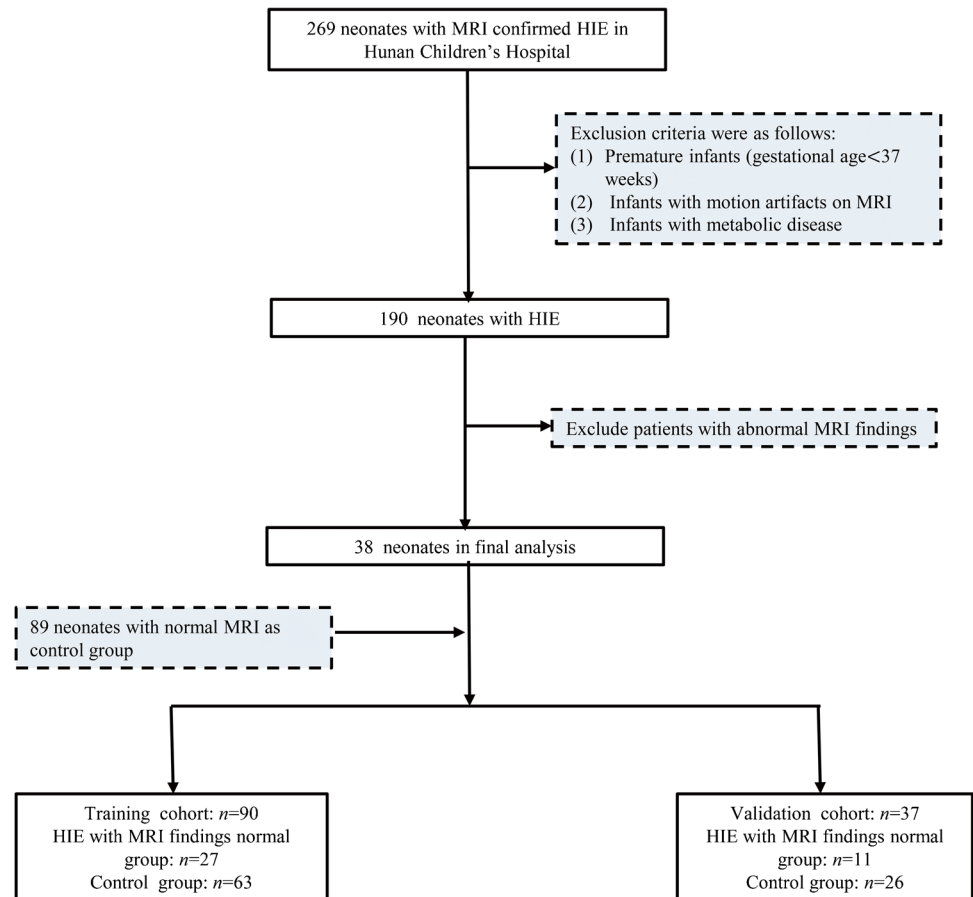 269 neonates with MRI confirmed HIE in
Hunan Children’s Hospital
Exclusion criteria were as follows:
(1) Premature infants (gestational age<37
weeks)
(2) Infants with motion artifacts on MRI
(3) Infants with metabolic disease
190 neonates with HIE
Exclude patients with abnormal MRI findings
38 neonates in final analysis
89 neonates with normal MRI as
control group
Training cohort: n=90
HIE with MRI findings normal
group: n=27
Control group: n=63
Validation cohort: n=37
HIE with MRI findings normal
group: n=11
Control group: n=26